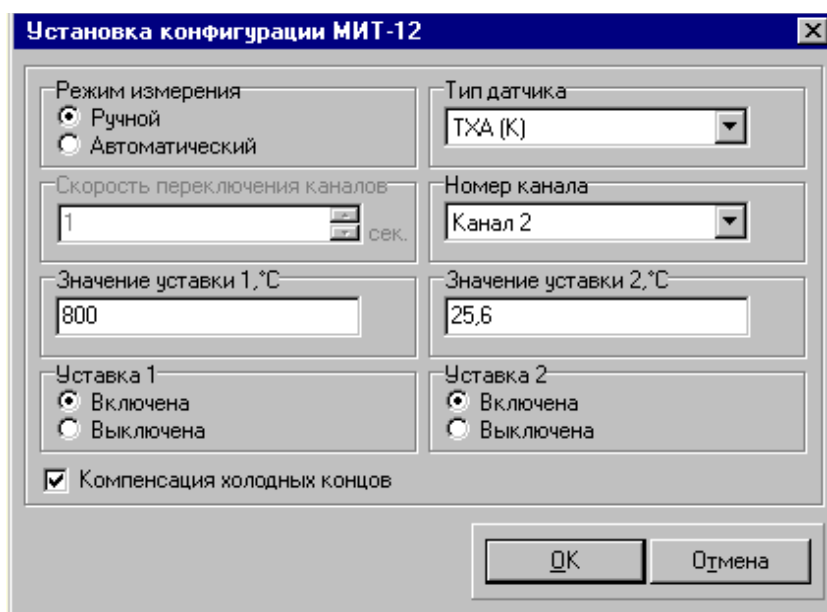 Установка конфигурации МИТ-12
Режим измерения
Ручной
Автоматический
Тип датчика
ТХА (К)
Скорость переключения каналов
1
сек.
Номер канала
Канал 2
Значение уставки 1,°С
800
Значение уставки 2,°С
25,6
Уставка 1
Включена
Выключена
Уставка 2
Включена
Выключена
Компенсация холодных концов
OK
Отмена